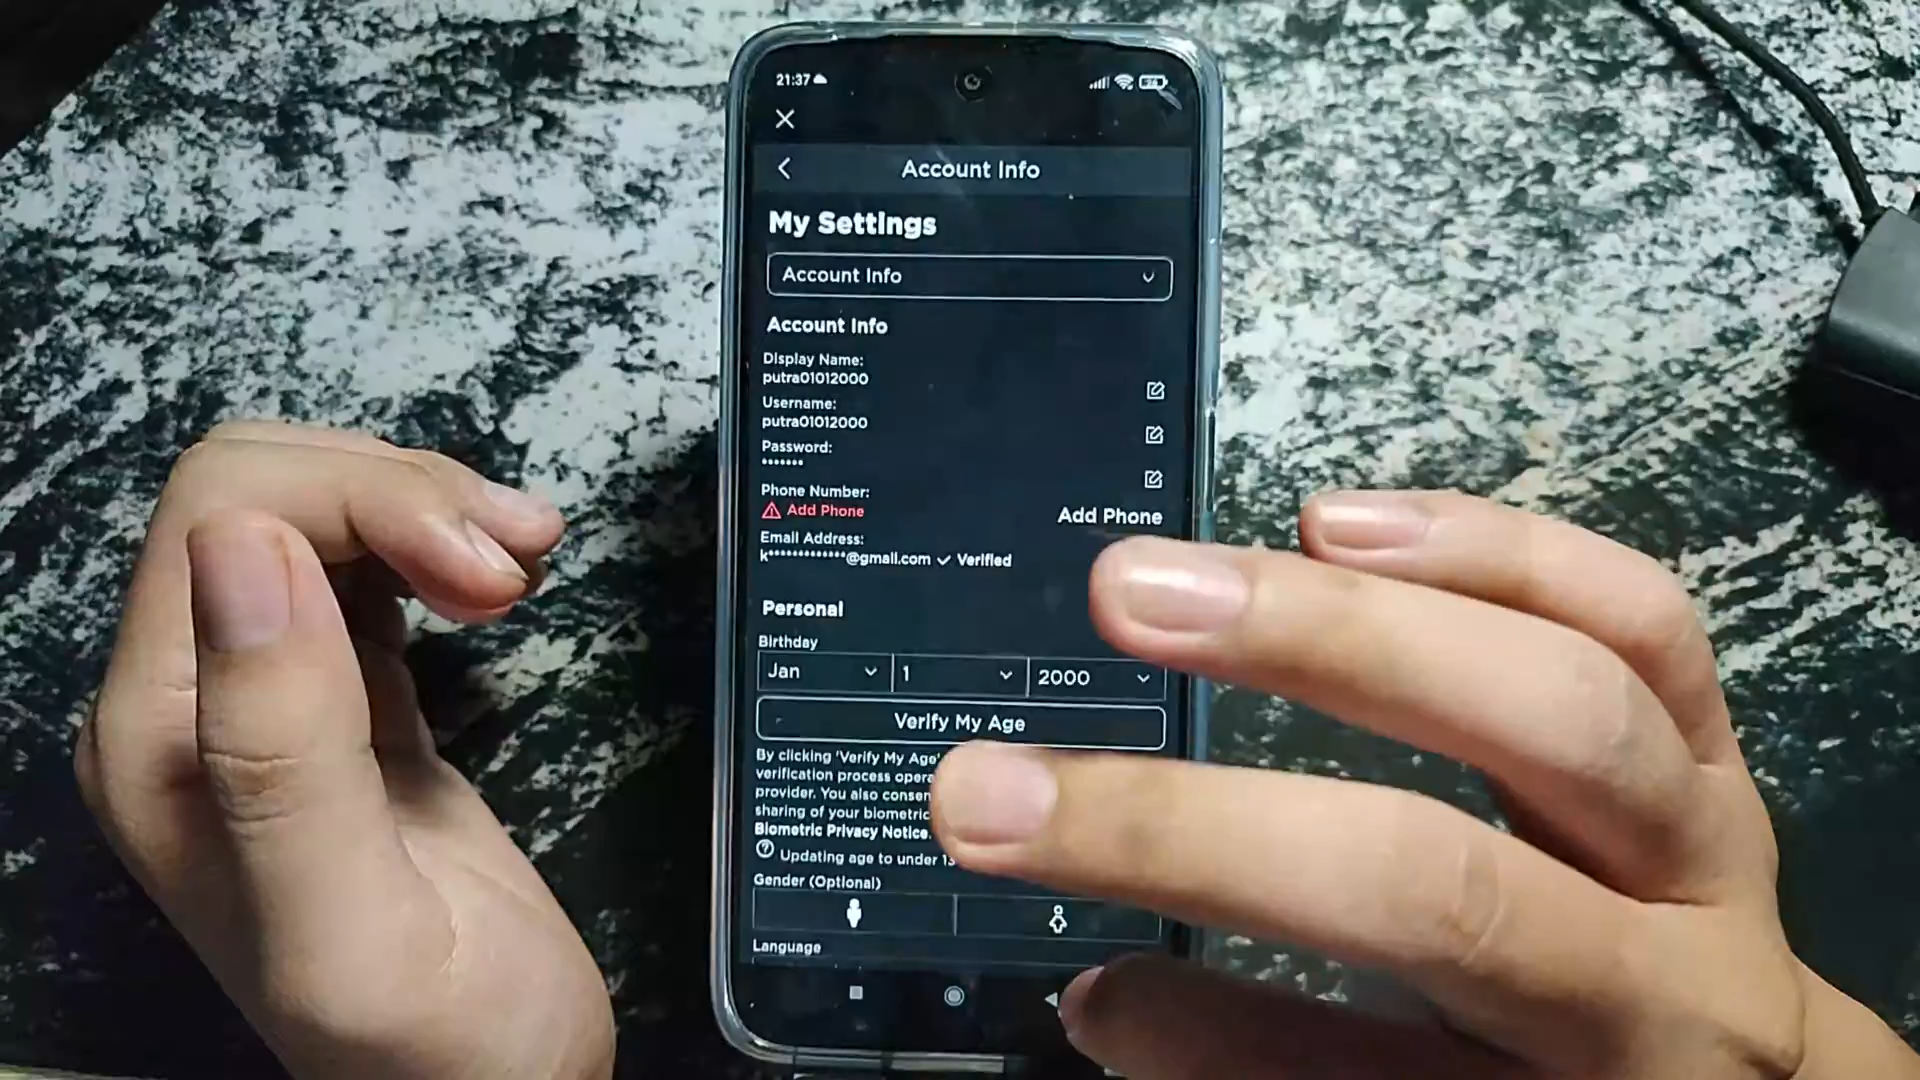 21:37
Account Info
My Settings
Account Info
Account Info
Display Name:
putra01012000
Username:
putra01012000
Password:
•••••••
Phone Number:
Add Phone
Add Phone
Email Address:
k*************@gmail.com ✓ Verified
Personal
Birthday
Jan 1 2000
Verify My Age
By clicking 'Verify My Age'
verification process
provider. You also
sharing of your biometric
Biometric Privacy Notice.
Updating age to under 13
Gender (Optional)
Language